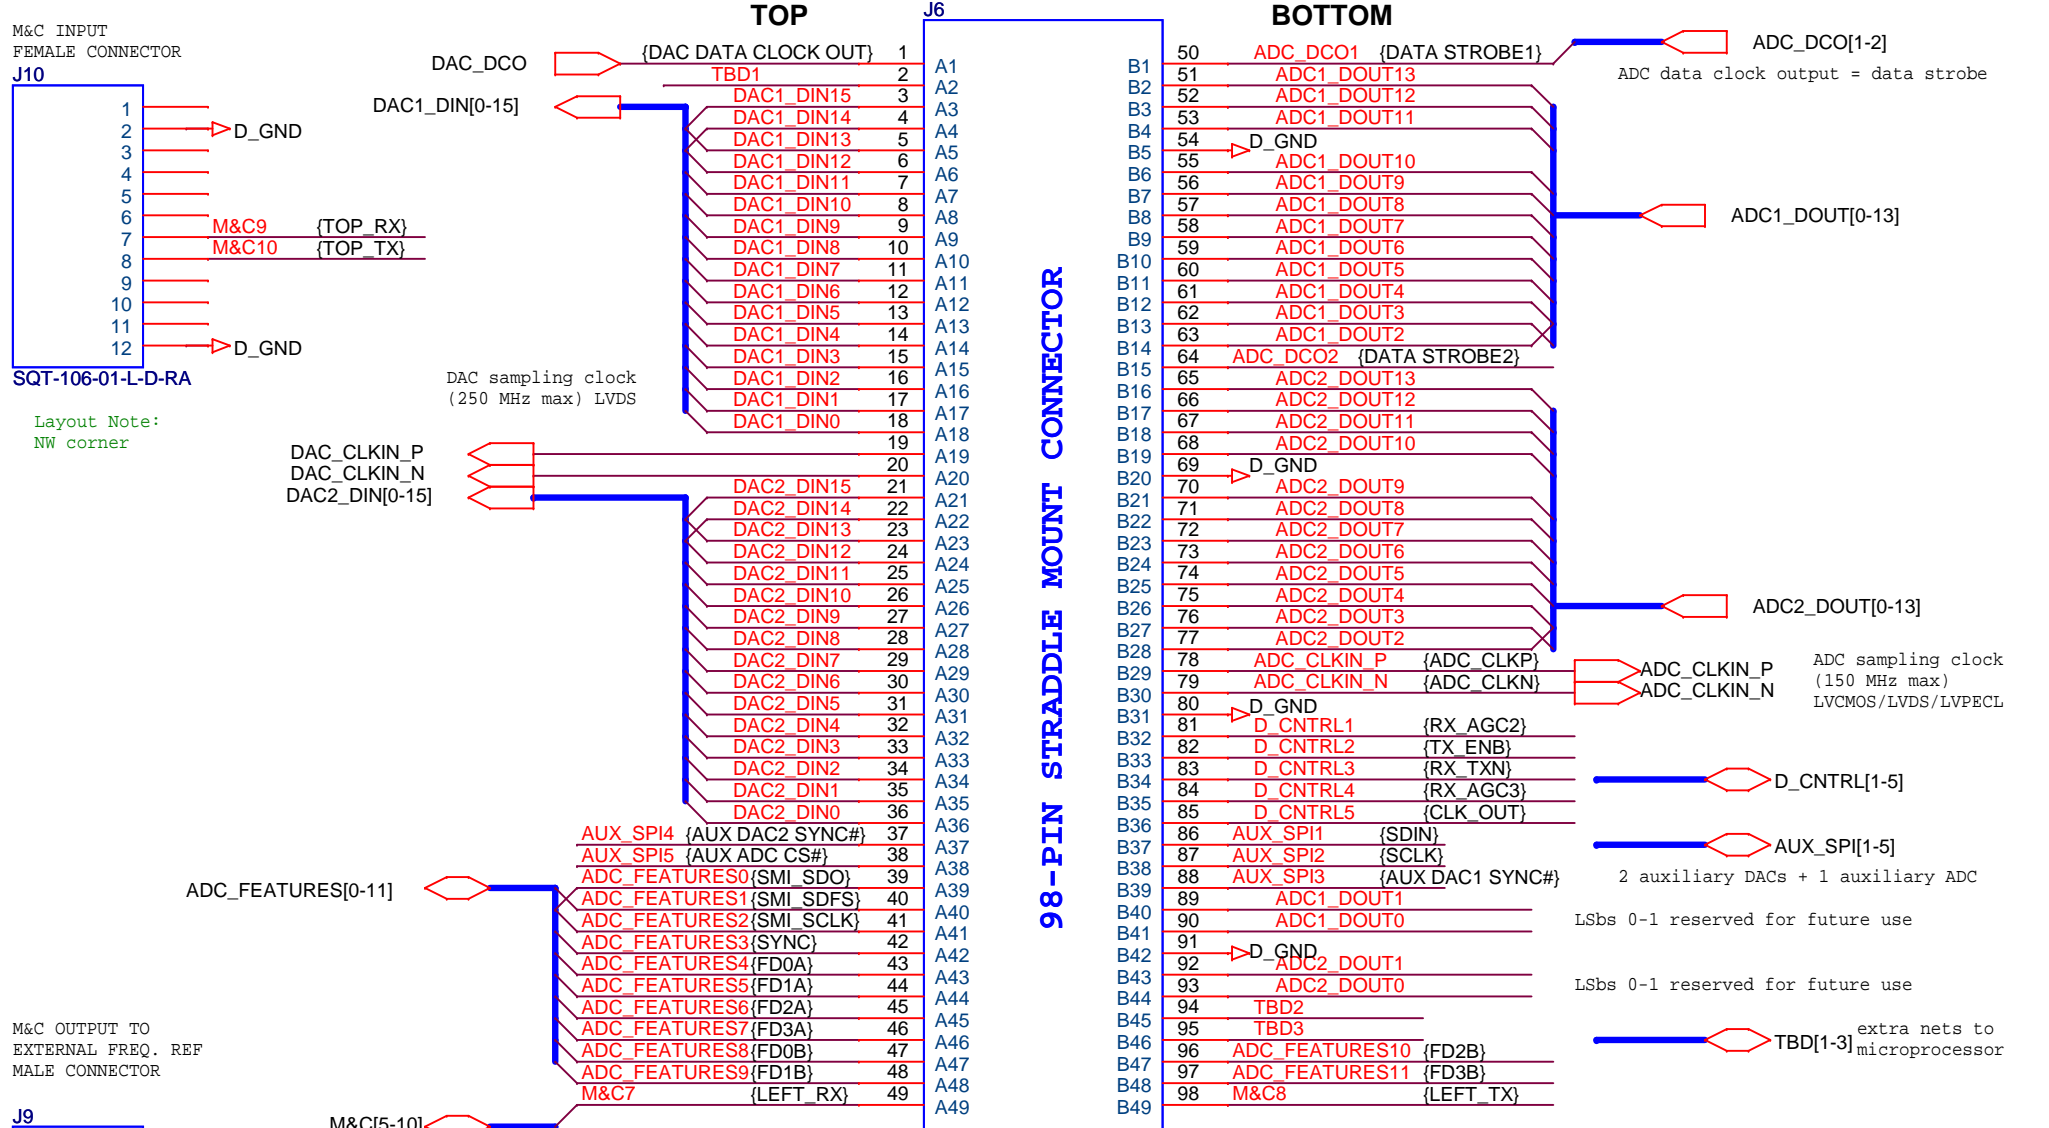 TOP
J6
BOTTOM
M&C INPUT
FEMALE CONNECTOR
J10
1
2 D_GND
3
4
5
6
7 M&C9 {TOP_RX}
8 M&C10 {TOP_TX}
9
10
11
12 D_GND
SQT-106-01-L-D-RA
Layout Note:
NW corner
DAC_DCO
DAC1_DIN[0-15]
DAC sampling clock
(250 MHz max) LVDS
DAC_CLKIN_P
DAC_CLKIN_N
DAC2_DIN[0-15]
ADC_FEATURES[0-11]
M&C OUTPUT TO
EXTERNAL FREQ. REF
MALE CONNECTOR
J9
M&C[5-10]
{DAC DATA CLOCK OUT} 1 A1
TBD1 2 A2
DAC1_DIN15 3 A3
DAC1_DIN14 4 A4
DAC1_DIN13 5 A5
DAC1_DIN12 6 A6
DAC1_DIN11 7 A7
DAC1_DIN10 8 A8
DAC1_DIN9 9 A9
DAC1_DIN8 10 A10
DAC1_DIN7 11 A11
DAC1_DIN6 12 A12
DAC1_DIN5 13 A13
DAC1_DIN4 14 A14
DAC1_DIN3 15 A15
DAC1_DIN2 16 A16
DAC1_DIN1 17 A17
DAC1_DIN0 18 A18
19 A19
20 A20
DAC2_DIN15 21 A21
DAC2_DIN14 22 A22
DAC2_DIN13 23 A23
DAC2_DIN12 24 A24
DAC2_DIN11 25 A25
DAC2_DIN10 26 A26
DAC2_DIN9 27 A27
DAC2_DIN8 28 A28
DAC2_DIN7 29 A29
DAC2_DIN6 30 A30
DAC2_DIN5 31 A31
DAC2_DIN4 32 A32
DAC2_DIN3 33 A33
DAC2_DIN2 34 A34
DAC2_DIN1 35 A35
DAC2_DIN0 36 A36
AUX_SPI4 {AUX DAC2 SYNC#} 37 A37
AUX_SPI5 {AUX ADC CS#} 38 A38
ADC_FEATURES0 {SMI_SDO} 39 A39
ADC_FEATURES1 {SMI_SDFS} 40 A40
ADC_FEATURES2 {SMI_SCLK} 41 A41
ADC_FEATURES3 {SYNC} 42 A42
ADC_FEATURES4 {FD0A} 43 A43
ADC_FEATURES5 {FD1A} 44 A44
ADC_FEATURES6 {FD2A} 45 A45
ADC_FEATURES7 {FD3A} 46 A46
ADC_FEATURES8 {FD0B} 47 A47
ADC_FEATURES9 {FD1B} 48 A48
M&C7 {LEFT_RX} 49 A49
98-PIN STRADDLE MOUNT CONNECTOR
B1 50 ADC_DCO1 {DATA STROBE1}
B2 51 ADC1_DOUT13
B3 52 ADC1_DOUT12
B4 53 ADC1_DOUT11
B5 54 D_GND
B6 55 ADC1_DOUT10
B7 56 ADC1_DOUT9
B8 57 ADC1_DOUT8
B9 58 ADC1_DOUT7
B10 59 ADC1_DOUT6
B11 60 ADC1_DOUT5
B12 61 ADC1_DOUT4
B13 62 ADC1_DOUT3
B14 63 ADC1_DOUT2
B15 64 ADC_DCO2 {DATA STROBE2}
B16 65 ADC2_DOUT13
B17 66 ADC2_DOUT12
B18 67 ADC2_DOUT11
B19 68 ADC2_DOUT10
B20 69 D_GND
B21 70 ADC2_DOUT9
B22 71 ADC2_DOUT8
B23 72 ADC2_DOUT7
B24 73 ADC2_DOUT6
B25 74 ADC2_DOUT5
B26 75 ADC2_DOUT4
B27 76 ADC2_DOUT3
B28 77 ADC2_DOUT2
B29 78 ADC_CLKIN_P {ADC_CLKP}
B30 79 ADC_CLKIN_N {ADC_CLKN}
B31 80 D_GND
B32 81 D_CNTRL1 {RX_AGC2}
B33 82 D_CNTRL2 {TX_ENB}
B34 83 D_CNTRL3 {RX_TXN}
B35 84 D_CNTRL4 {RX_AGC3}
B36 85 D_CNTRL5 {CLK_OUT}
B37 86 AUX_SPI1 {SDIN}
B38 87 AUX_SPI2 {SCLK}
B39 88 AUX_SPI3 {AUX DAC1 SYNC#}
B40 89 ADC1_DOUT1
B41 90 ADC1_DOUT0
B42 91 D_GND
B43 92 ADC2_DOUT1
B44 93 ADC2_DOUT0
B45 94 TBD2
B46 95 TBD3
B47 96 ADC_FEATURES10 {FD2B}
B48 97 ADC_FEATURES11 {FD3B}
B49 98 M&C8 {LEFT_TX}
ADC_DCO[1-2]
ADC data clock output = data strobe
ADC1_DOUT[0-13]
ADC2_DOUT[0-13]
ADC_CLKIN_P
ADC_CLKIN_N
ADC sampling clock
(150 MHz max)
LVCMOS/LVDS/LVPECL
D_CNTRL[1-5]
AUX_SPI[1-5]
2 auxiliary DACs + 1 auxiliary ADC
LSbs 0-1 reserved for future use
LSbs 0-1 reserved for future use
TBD[1-3]
extra nets to
microprocessor